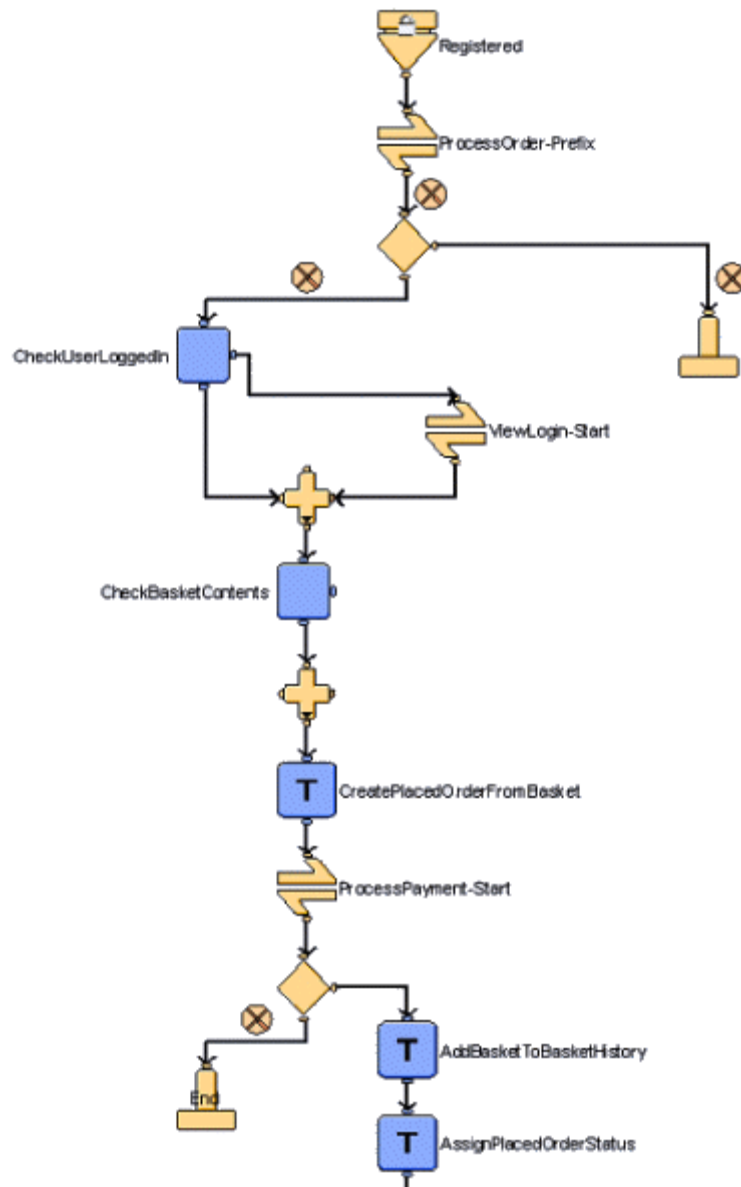 Registered
ProcessOrder-Prefix
CheckUserLoggedIn
ViewLogin-Start
CheckBasketContents
T
CreatePlacedOrderFromBasket
ProcessPayment-Start
T
AddBasketToBasketHistory
End
T
AssignPlacedOrderStatus